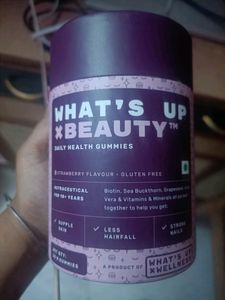 WHAT'S UP
×BEAUTY™
DAILY HEALTH GUMMIES
STRAWBERRY FLAVOUR • GLUTEN FREE
NUTRACEUTICAL
FOR 18+ YEARS
Biotin, Sea Buckthorn, Grapeseed,
Vera & Vitamins & Minerals all
together to help you get:
✓ SUPPLE
SKIN
✓ LESS
HAIRFALL
✓ STRONG
NAILS
A PRODUCT OF
WHAT'S UP
×WELLNESS